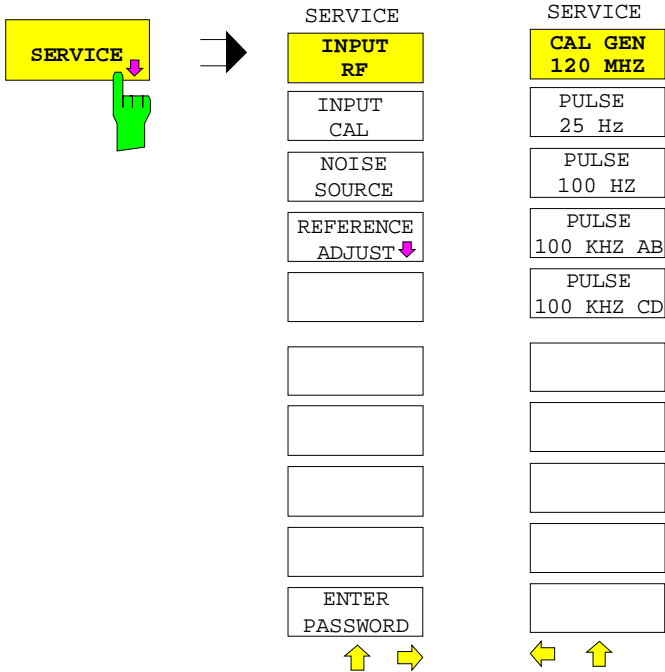 SERVICE
SERVICE
INPUT
RF
INPUT
CAL
NOISE
SOURCE
REFERENCE
ADJUST
ENTER
PASSWORD
SERVICE
CAL GEN
120 MHZ
PULSE
25 Hz
PULSE
100 HZ
PULSE
100 KHZ AB
PULSE
100 KHZ CD